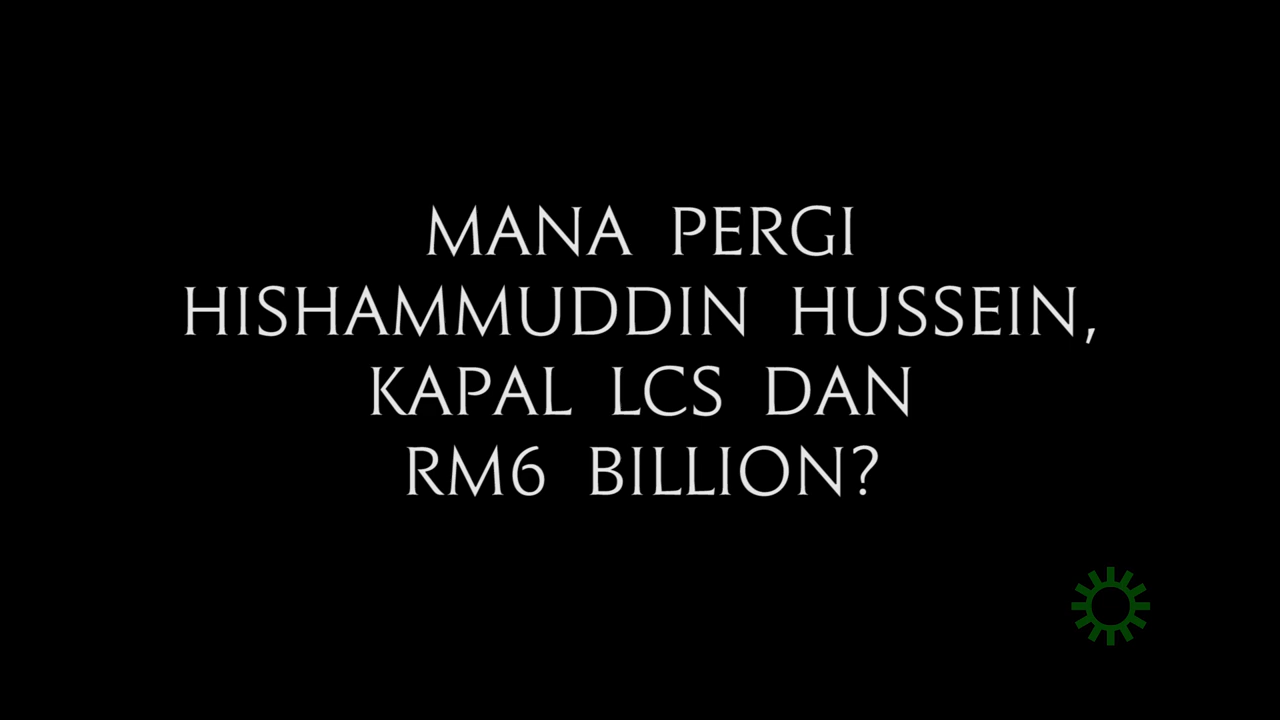 MANA PERGI
HISHAMMUDDIN HUSSEIN,
KAPAL LCS DAN
RM6 BILLION?